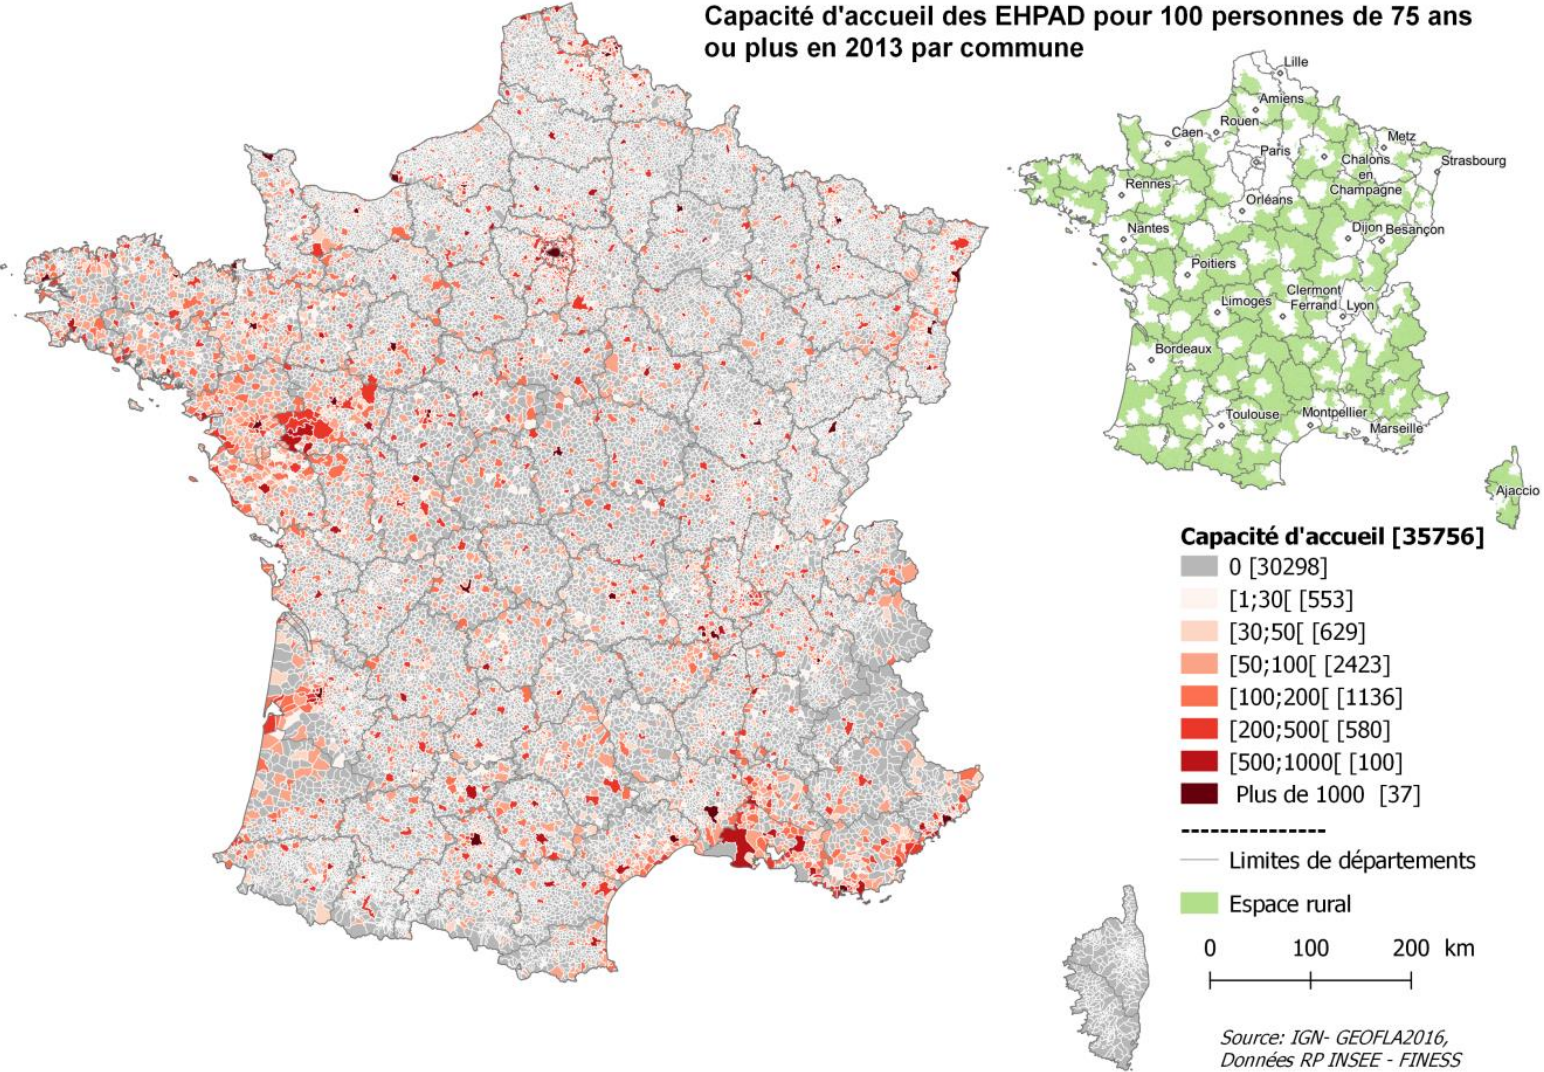 Capacité d'accueil des EHPAD pour 100 personnes de 75 ans
ou plus en 2013 par commune
Lille
Amiens
Rouen
Caen
Paris
Metz
Chalons
en
Champagne
Strasbourg
Rennes
Orléans
Nantes
Dijon
Besançon
Poitiers
Limoges
Clermont
Ferrand
Lyon
Bordeaux
Toulouse
Montpellier
Marseille
Ajaccio
Capacité d'accueil [35756]
0 [30298]
[1;30[ [553]
[30;50[ [629]
[50;100[ [2423]
[100;200[ [1136]
[200;500[ [580]
[500;1000[ [100]
Plus de 1000 [37]
---------------
Limites de départements
Espace rural
0 100 200 km
Source: IGN- GEOFLA2016,
Données RP INSEE - FINESS